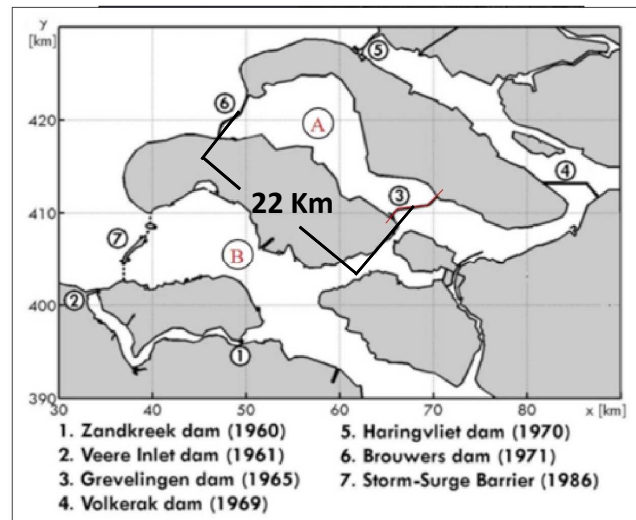 y
[km]
420
410
400
390
30 40 50 60 70 80 x [km]
5
6
A
4
3
22 Km
7
B
2
1
1. Zandkreek dam (1960)
2. Veere Inlet dam (1961)
3. Grevelingen dam (1965)
4. Volkerak dam (1969)
5. Haringvliet dam (1970)
6. Brouwers dam (1971)
7. Storm-Surge Barrier (1986)